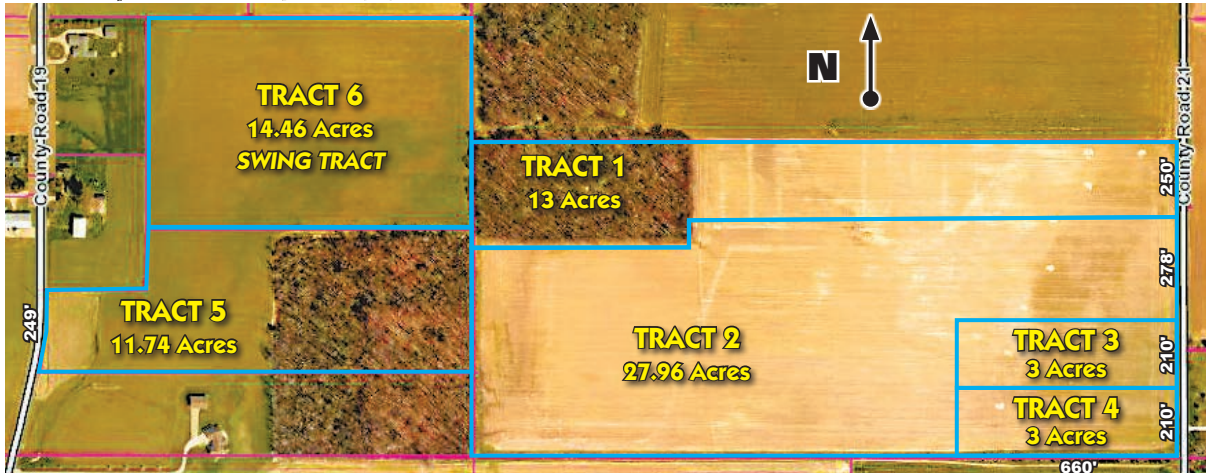 TRACT 6
14.46 Acres
SWING TRACT
N
County-Road-19
TRACT 1
13 Acres
250'
County-Road-21
278'
249'
TRACT 5
11.74 Acres
TRACT 2
27.96 Acres
TRACT 3
3 Acres
210'
TRACT 4
3 Acres
210'
660'